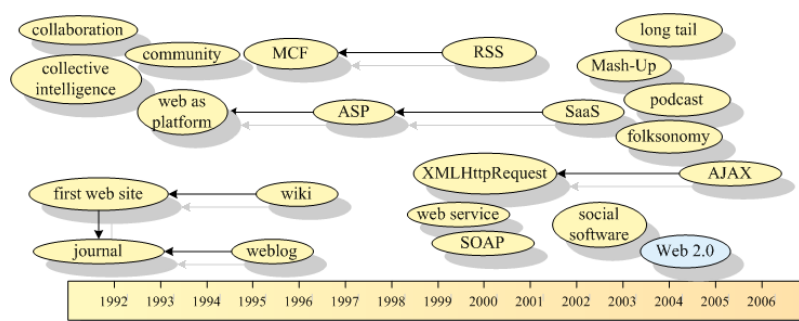 collaboration
community
collective
intelligence
MCF
RSS
long tail
Mash-Up
web as
platform
ASP
SaaS
podcast
folksonomy
XMLHttpRequest
AJAX
first web site
wiki
web service
social
software
SOAP
journal
weblog
Web 2.0
1992 1993 1994 1995 1996 1997 1998 1999 2000 2001 2002 2003 2004 2005 2006